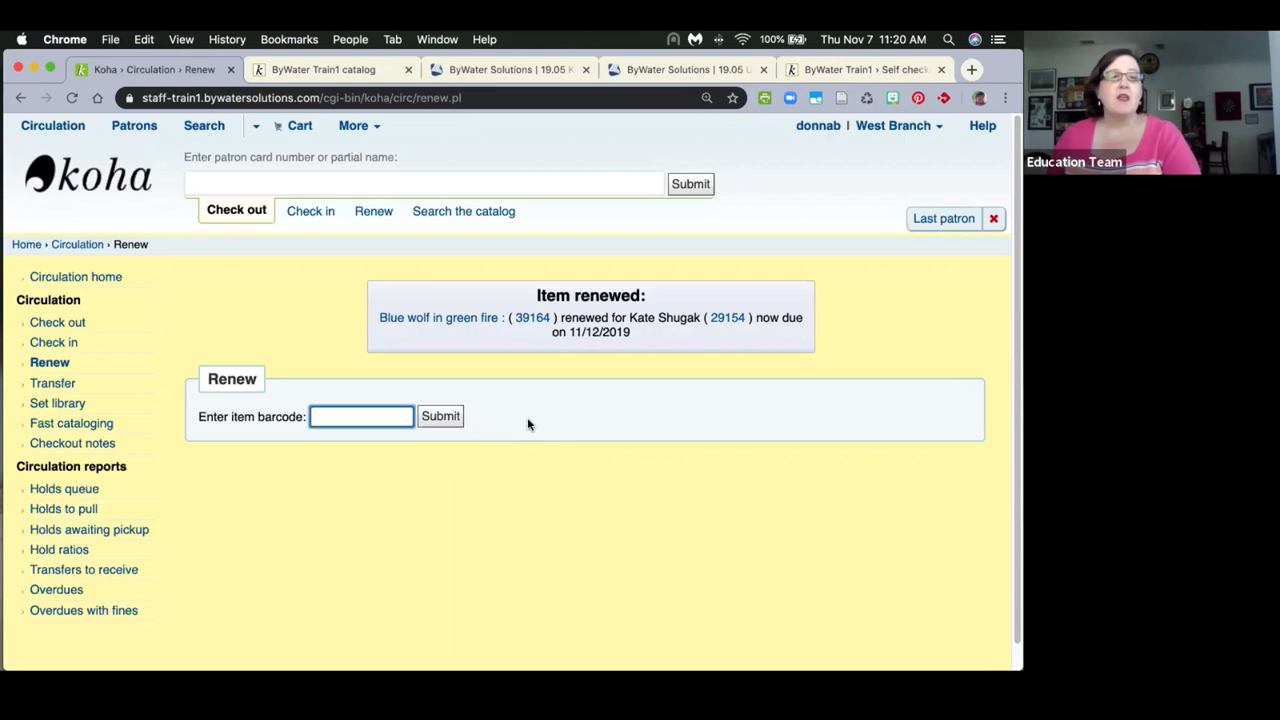 Chrome File Edit View History Bookmarks People Tab Window Help 100% Thu Nov 7 11:20 AM
Koha › Circulation › Renew
ByWater Train1 catalog
ByWater Solutions | 19.05
ByWater Solutions | 19.05
ByWater Train1 › Self check
staff-train1.bywatersolutions.com/cgi-bin/koha/circ/renew.pl
Circulation Patrons Search Cart More donnab | West Branch Help
koha
Enter patron card number or partial name:
Submit
Check out Check in Renew Search the catalog
Last patron
Home › Circulation › Renew
Circulation home
Circulation
Check out
Check in
Renew
Transfer
Set library
Fast cataloging
Checkout notes
Circulation reports
Holds queue
Holds to pull
Holds awaiting pickup
Hold ratios
Transfers to receive
Overdues
Overdues with fines
Item renewed:
Blue wolf in green fire : ( 39164 ) renewed for Kate Shugak ( 29154 ) now due
on 11/12/2019
Renew
Enter item barcode: Submit
Education Team